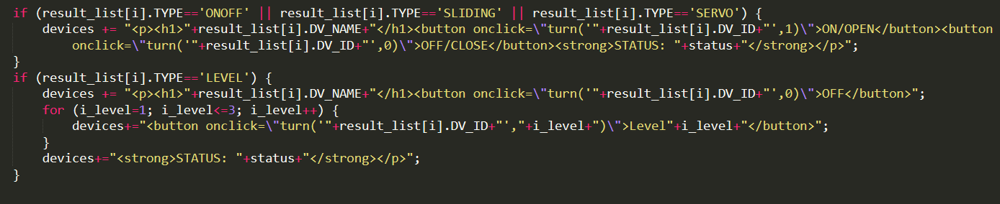 if (result_list[i].TYPE=='ONOFF' || result_list[i].TYPE=='SLIDING' || result_list[i].TYPE=='SERVO') {
    devices += "<p><h1>"+result_list[i].DV_NAME+"</h1><button onclick=\"turn('"+result_list[i].DV_ID+"',1)\">ON/OPEN</button><button
        onclick=\"turn('"+result_list[i].DV_ID+"',0)\">OFF/CLOSE</button><strong>STATUS: "+status+"</strong></p>";
}
if (result_list[i].TYPE=='LEVEL') {
    devices += "<p><h1>"+result_list[i].DV_NAME+"</h1><button onclick=\"turn('"+result_list[i].DV_ID+"',0)\">OFF</button>";
    for (i_level=1; i_level<=3; i_level++) {
        devices+="<button onclick=\"turn('"+result_list[i].DV_ID+"',"+i_level+")\">Level"+i_level+"</button>";
    }
    devices+="<strong>STATUS: "+status+"</strong></p>";
}